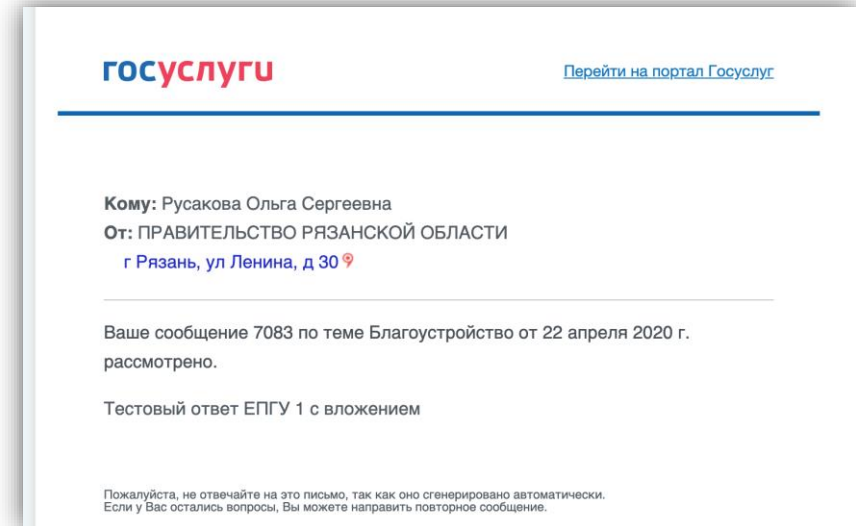 госуслуги
Перейти на портал Госуслуг
Кому: Русакова Ольга Сергеевна
От: ПРАВИТЕЛЬСТВО РЯЗАНСКОЙ ОБЛАСТИ
г Рязань, ул Ленина, д 30
Ваше сообщение 7083 по теме Благоустройство от 22 апреля 2020 г.
рассмотрено.
Тестовый ответ ЕПГУ 1 с вложением
Пожалуйста, не отвечайте на это письмо, так как оно сгенерировано автоматически.
Если у Вас остались вопросы, Вы можете направить повторное сообщение.